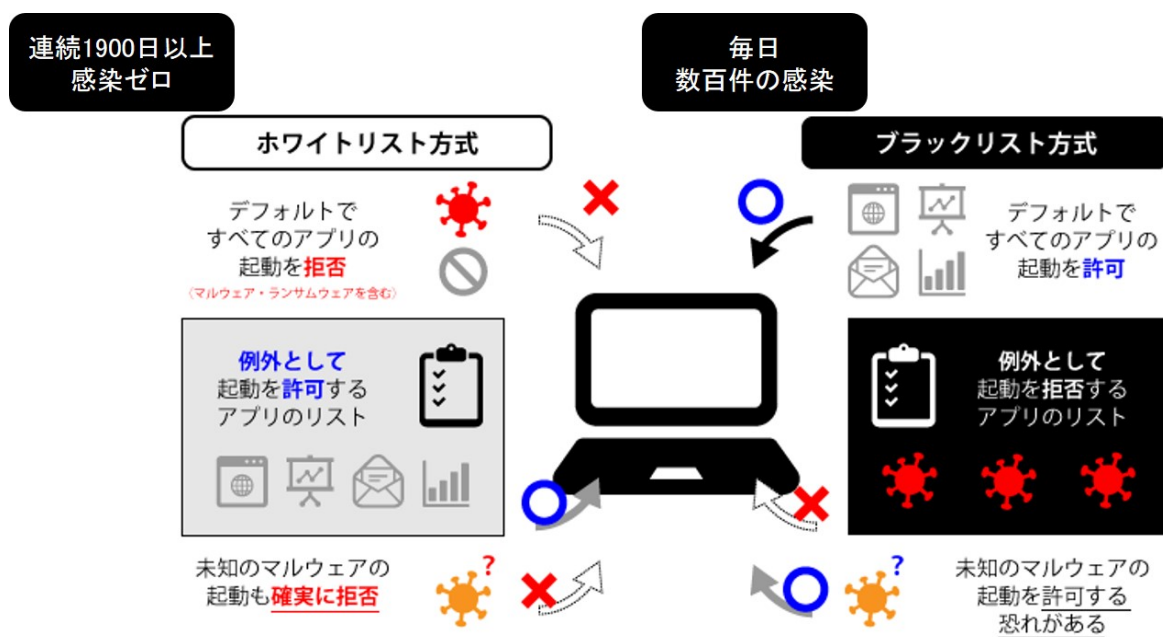 連続1900日以上
感染ゼロ
毎日
数百件の感染
ホワイトリスト方式
デフォルトで
すべてのアプリの
起動を拒否
（マルウェア・ランサムウェアを含む）
例外として
起動を許可する
アプリのリスト
未知のマルウェアの
起動も確実に拒否
?
ブラックリスト方式
デフォルトで
すべてのアプリの
起動を許可
例外として
起動を拒否する
アプリのリスト
?
未知のマルウェアの
起動を許可する
恐れがある